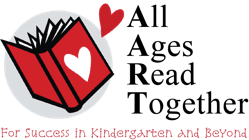 All
Ages
Read
Together
For Success in Kindergarten and Beyond